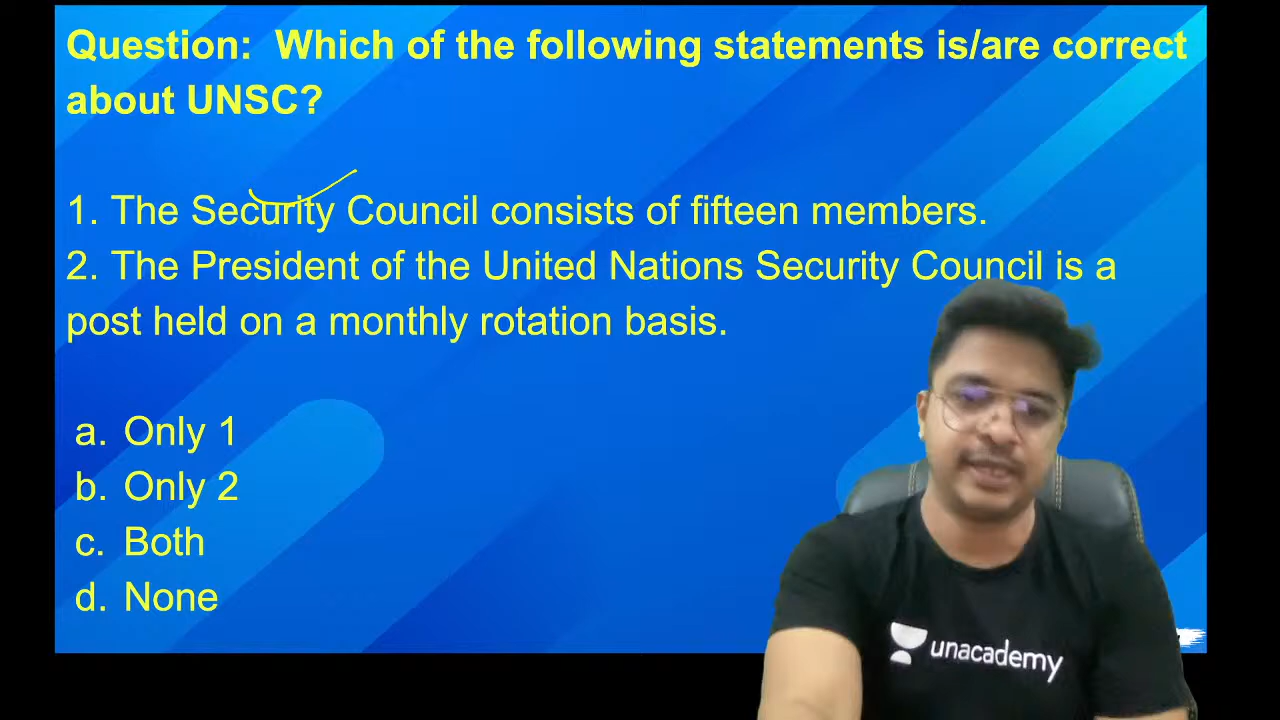 Question: Which of the following statements is/are correct
about UNSC?
1. The Security Council consists of fifteen members.
2. The President of the United Nations Security Council is a
post held on a monthly rotation basis.
a. Only 1
b. Only 2
c. Both
d. None
unacademy